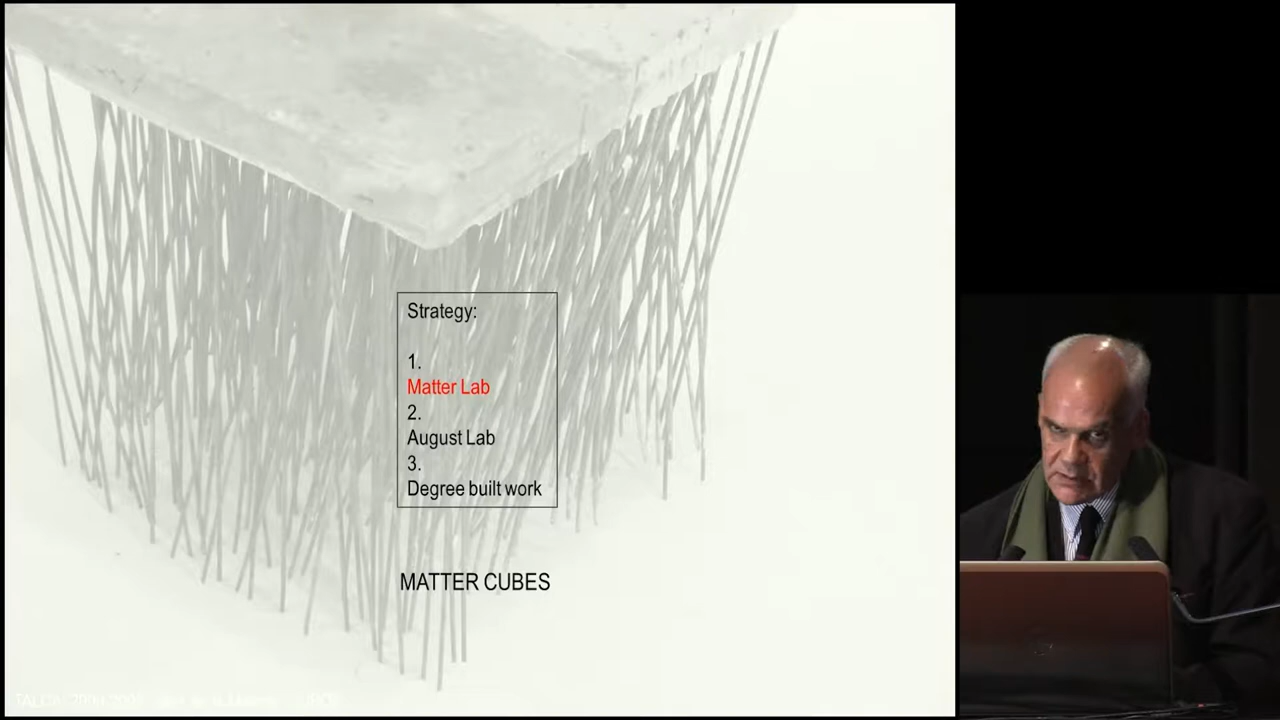 Strategy:
1.
Matter Lab
2.
August Lab
3.
Degree built work
MATTER CUBES